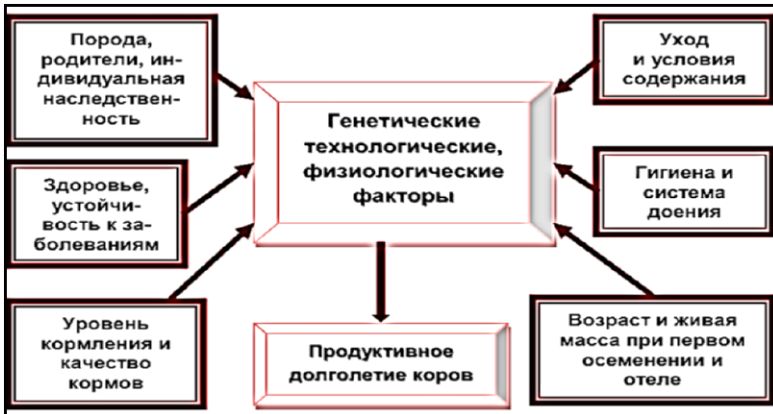 Порода,
родители, ин-
дивидуальная
наследствен-
ность
Уход
и условия
содержания
Генетические
технологические,
физиологические
факторы
Здоровье,
устойчи-
вость к за-
болеваниям
Гигиена и
система
доения
Уровень
кормления и
качество
кормов
Продуктивное
долголетие коров
Возраст и живая
масса при первом
осеменении и
отеле